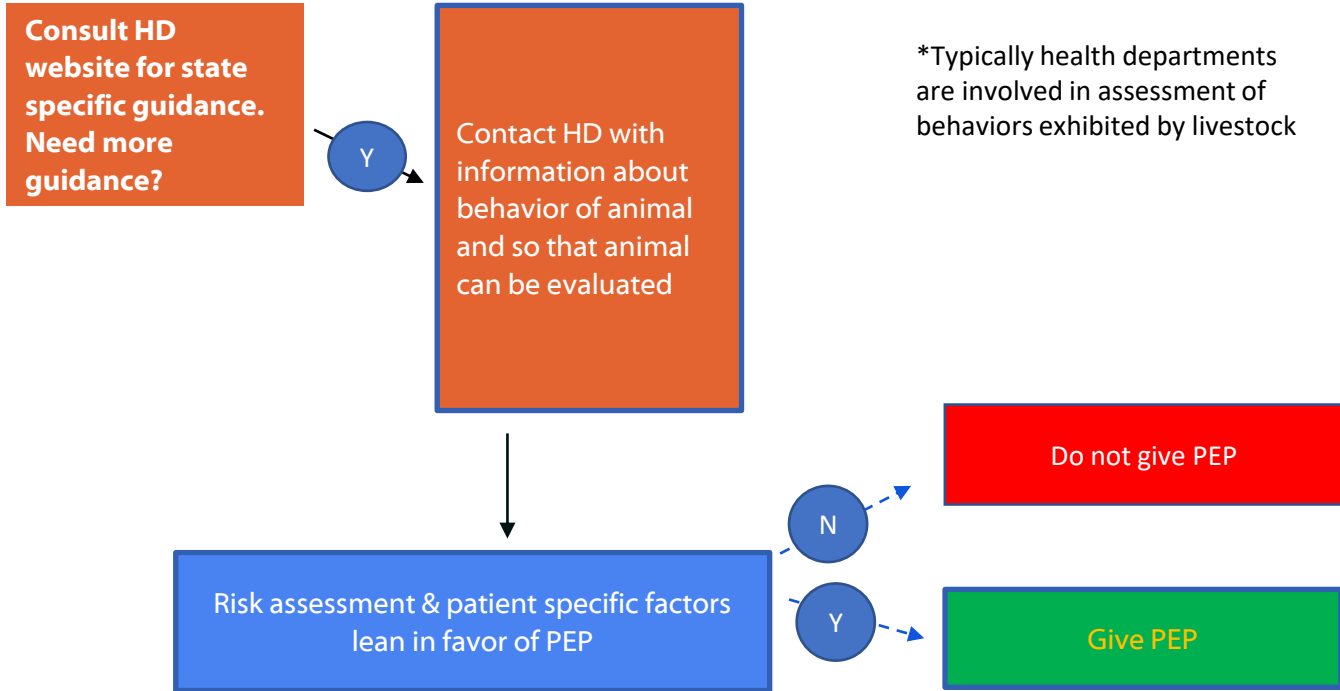 Consult HD
website for state
specific guidance.
Need more
guidance?
Y
Contact HD with
information about
behavior of animal
and so that animal
can be evaluated
*Typically health departments
are involved in assessment of
behaviors exhibited by livestock
Risk assessment & patient specific factors
lean in favor of PEP
N
Do not give PEP
Y
Give PEP